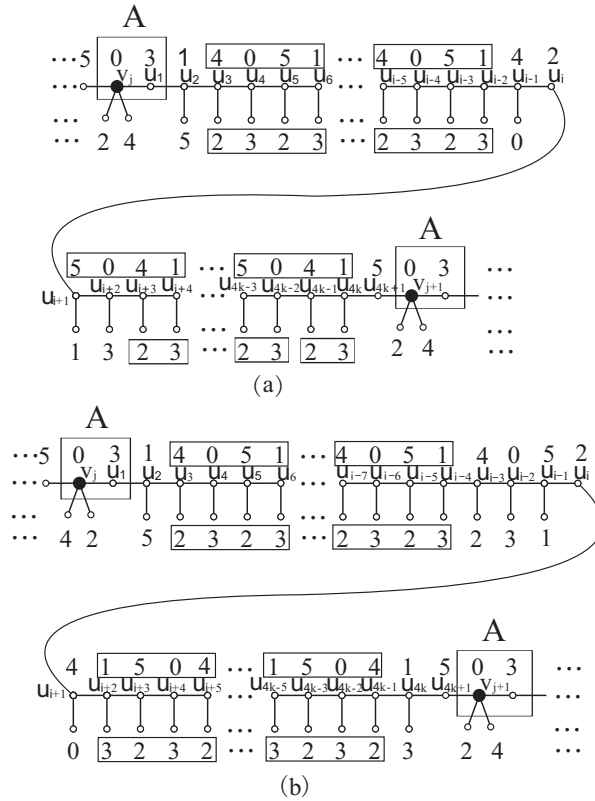 A
··· 5 0 3 1 4 0 5 1 ··· 4 0 5 1 4 2
··· v_j u_1 u_2 u_3 u_4 u_5 u_6 ··· u_{i-5} u_{i-4} u_{i-3} u_{i-2} u_{i-1} u_i
··· 2 4 5 2 3 2 3 ··· 2 3 2 3 0
A
5 0 4 1 ··· 5 0 4 1 5 0 3 ···
u_{i+1} u_{i+2} u_{i+3} u_{i+4} ··· u_{4k-3} u_{4k-2} u_{4k-1} u_{4k} u_{4k+1} v_{j+1} ···
1 3 2 3 ··· 2 3 2 3 2 4 ···
(a)
A
··· 5 0 3 1 4 0 5 1 ··· 4 0 5 1 4 0 5 2
··· v_j u_1 u_2 u_3 u_4 u_5 u_6 ··· u_{i-7} u_{i-6} u_{i-5} u_{i-4} u_{i-3} u_{i-2} u_{i-1} u_i
··· 4 2 5 2 3 2 3 ··· 2 3 2 3 2 3 1
A
4 1 5 0 4 ··· 1 5 0 4 1 5 0 3 ···
u_{i+1} u_{i+2} u_{i+3} u_{i+4} u_{i+5} ··· u_{4k-5} u_{4k-3} u_{4k-2} u_{4k-1} u_{4k} u_{4k+1} v_{j+1} ···
0 3 2 3 2 ··· 3 2 3 2 3 2 4 ···
(b)